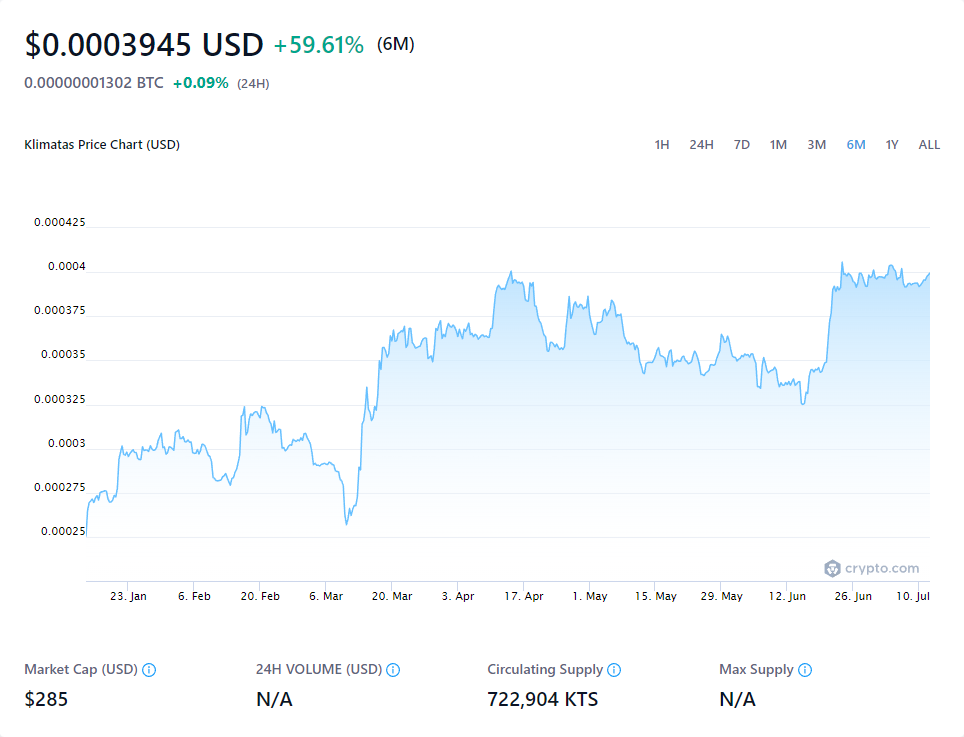 $0.0003945 USD +59.61% (6M)
0.00000001302 BTC +0.09% (24H)
Klimatas Price Chart (USD) 1H 24H 7D 1M 3M 6M 1Y ALL
0.000425
0.0004
0.000375
0.00035
0.000325
0.0003
0.000275
0.00025
crypto.com
23. Jan 6. Feb 20. Feb 6. Mar 20. Mar 3. Apr 17. Apr 1. May 15. May 29. May 12. Jun 26. Jun 10. Jul
Market Cap (USD) 24H VOLUME (USD) Circulating Supply Max Supply
$285 N/A 722,904 KTS N/A